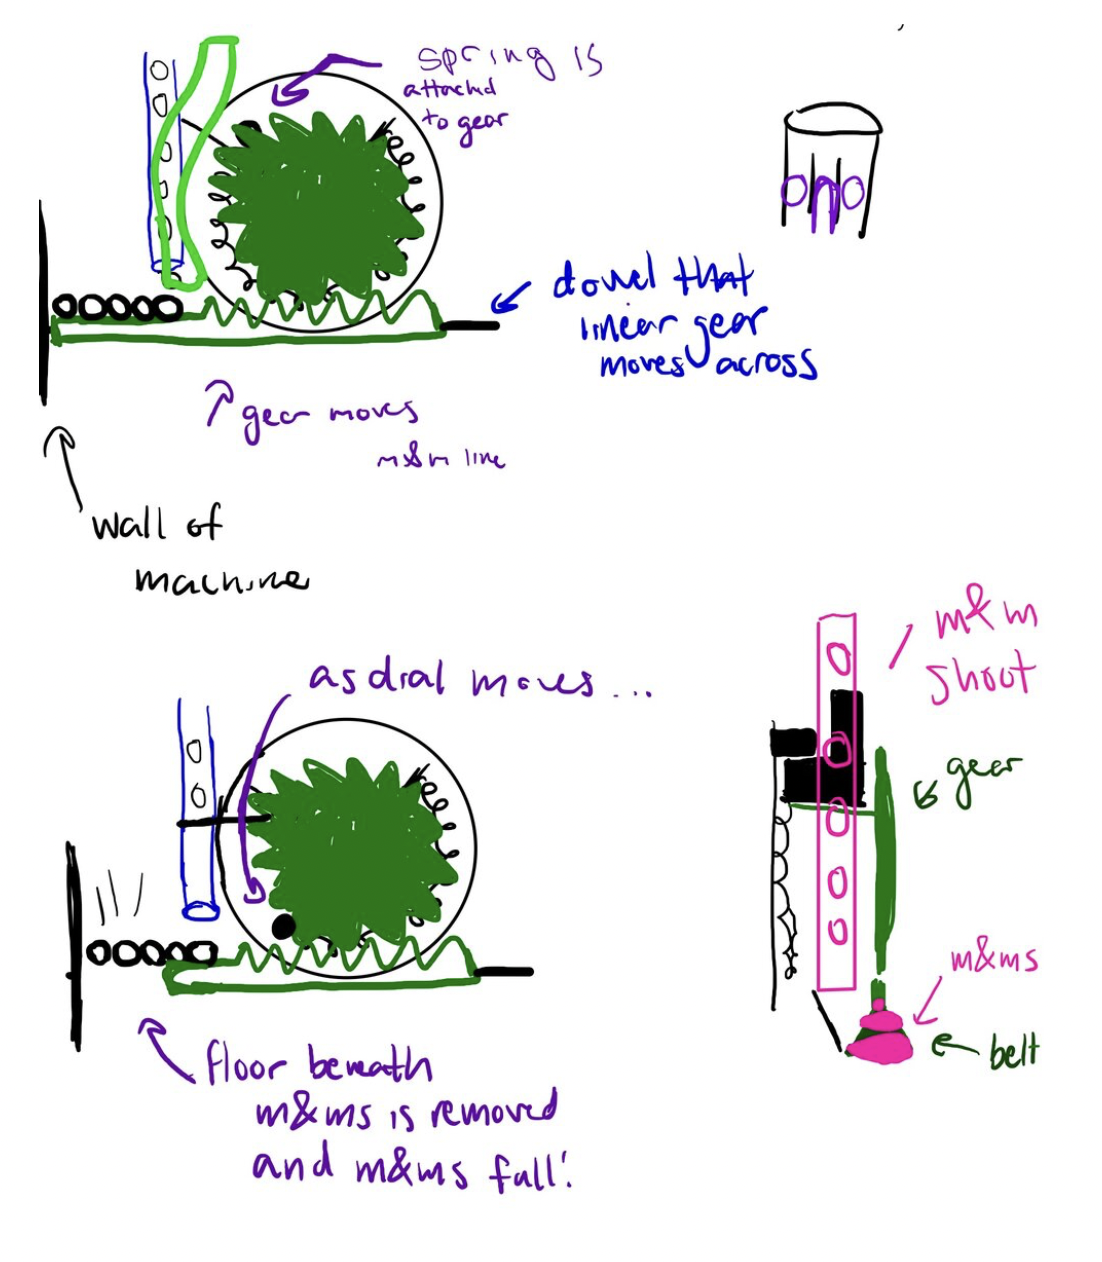 spring is
attached
to gear
dowel that
linear gear
moves across
gear moves
m&m line
wall of
machine
as dial moves...
m&m
shoot
gear
m&ms
belt
floor beneath
m&ms is removed
and m&ms fall!